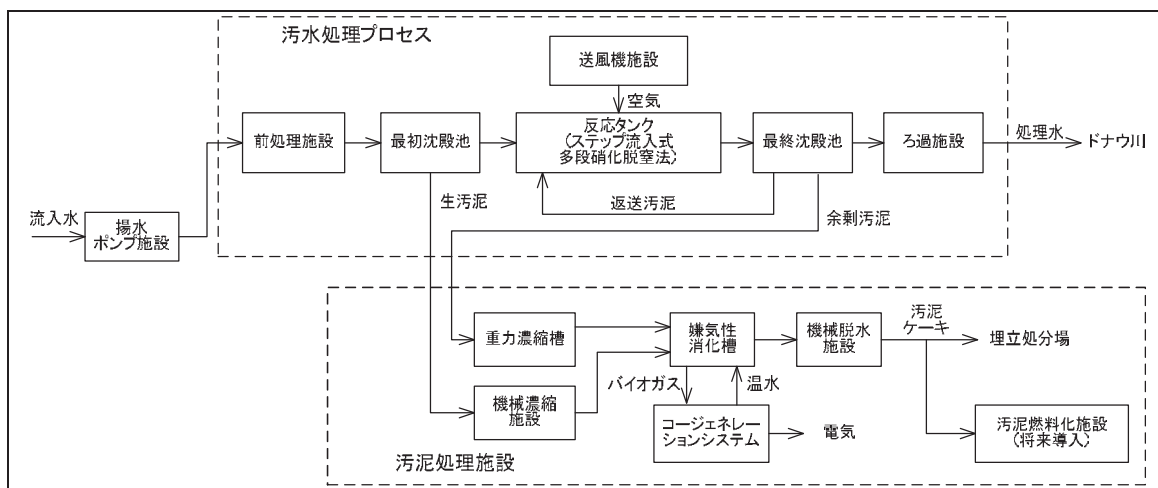 汚水処理プロセス
送風機施設
空気
前処理施設
最初沈殿池
反応タンク
(ステップ流入式
多段硝化脱窒法)
最終沈殿池
ろ過施設
処理水
ドナウ川
生汚泥
返送汚泥
余剰汚泥
流入水
揚水
ポンプ施設
重力濃縮槽
嫌気性
消化槽
機械脱水
施設
汚泥
ケーキ
埋立処分場
バイオガス
温水
機械濃縮
施設
コージェネレー
ションシステム
電気
汚泥燃料化施設
(将来導入)
汚泥処理施設